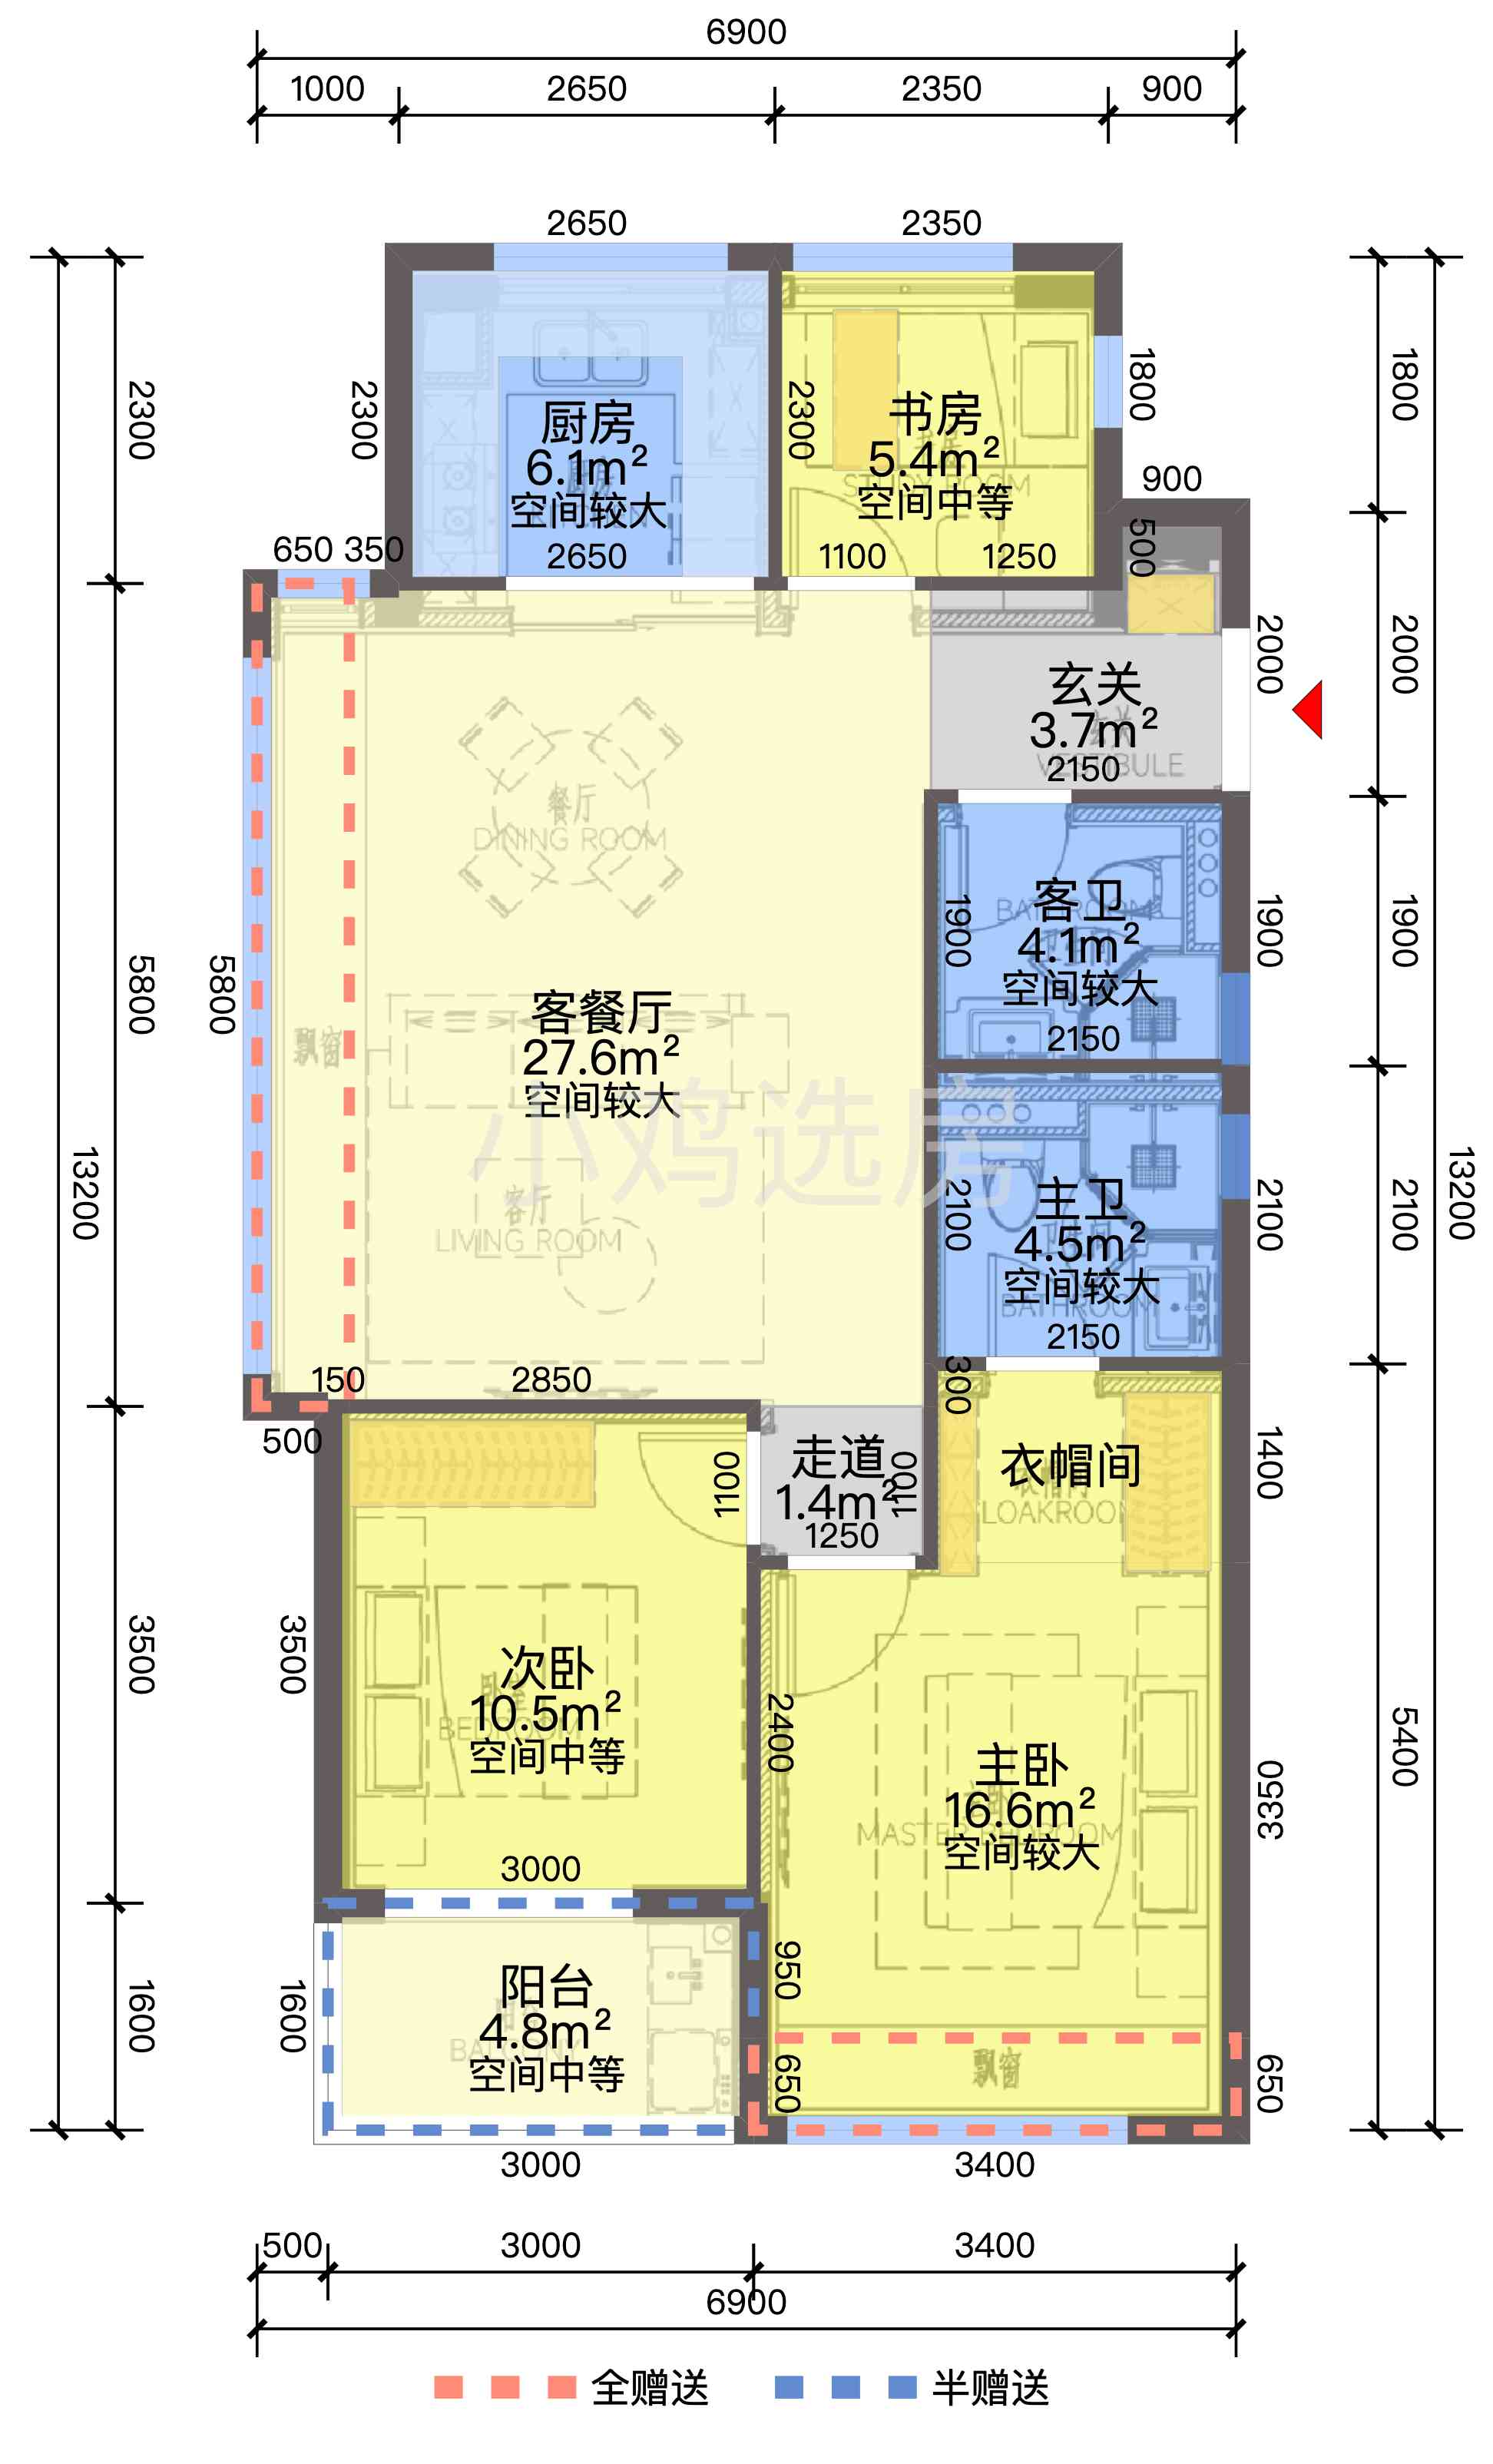 6900
1000 2650 2350 900
2650 2350
2300
2300
厨房
6.1m²
空间较大
2650
KITCHEN
2300
书房
5.4m²
空间中等
STUDY ROOM
1100 1250
1800
1800
900
500
650 350
玄关
3.7m²
VESTIBULE
2150
2000
2000
餐厅
DINING ROOM
5800
5800
飘窗
客餐厅
27.6m²
空间较大
小鸡选房
客厅
LIVING ROOM
客卫
4.1m²
空间较大
BATHROOM
2150
1900
1900
1900
主卫
4.5m²
空间较大
BATHROOM
2150
2100
2100
2100
13200
13200
150 2850
500
300
走道
1.4m²
1250
1100
1100
衣帽间
CLOAKROOM
1400
次卧
10.5m²
BEDROOM
空间中等
3000
3500
3500
2400
主卧
16.6m²
MASTER BEDROOM
空间较大
3350
5400
阳台
4.8m²
BALCONY
空间中等
1600
1600
950
650
飘窗
650
3000 3400
500 3000 3400
6900
全赠送 半赠送